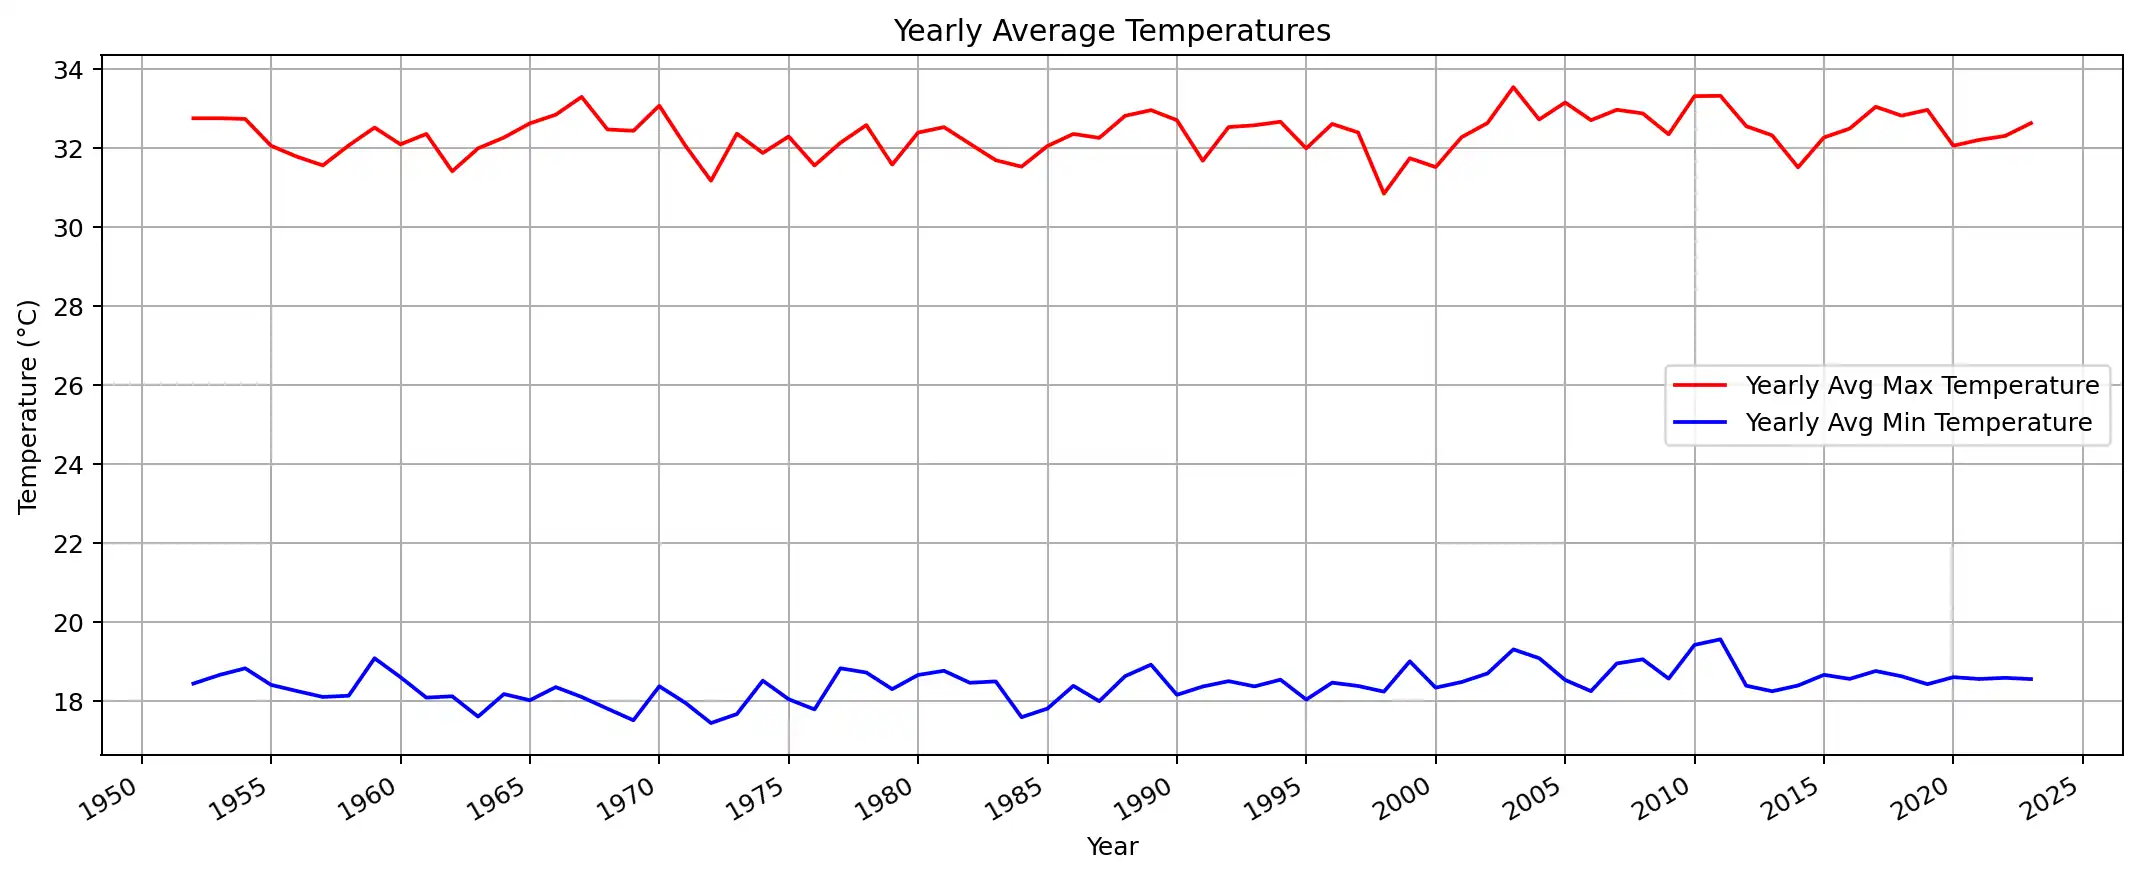 Yearly Average Temperatures
Temperature (°C)
34
32
30
28
26
24
22
20
18
Yearly Avg Max Temperature
Yearly Avg Min Temperature
1950 1955 1960 1965 1970 1975 1980 1985 1990 1995 2000 2005 2010 2015 2020 2025
Year